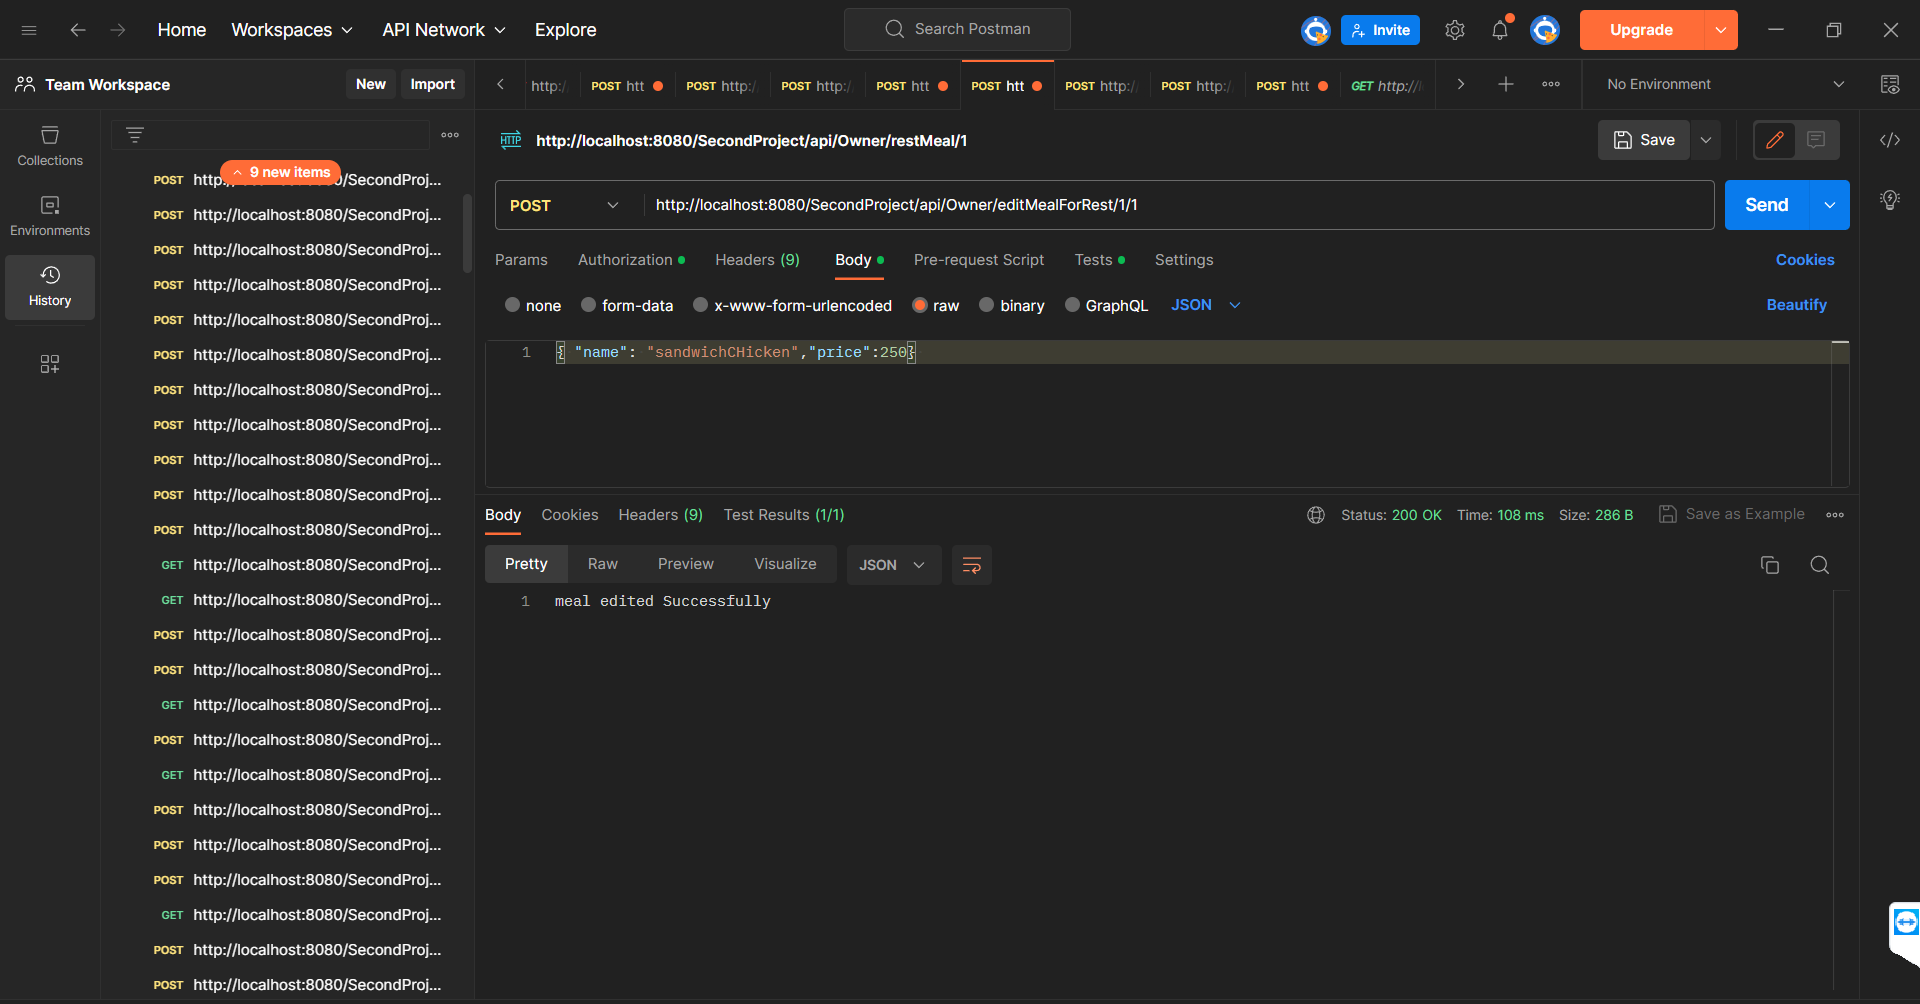 Home Workspaces API Network Explore Search Postman Invite Upgrade
Team Workspace New Import
http:/ POST htt POST http: POST http: POST htt POST htt POST http: POST http: POST htt GET http:// No Environment
Collections
Environments
History
9 new items
POST http:/ /SecondProj...
POST http://localhost:8080/SecondProj...
POST http://localhost:8080/SecondProj...
POST http://localhost:8080/SecondProj...
POST http://localhost:8080/SecondProj...
POST http://localhost:8080/SecondProj...
POST http://localhost:8080/SecondProj...
POST http://localhost:8080/SecondProj...
POST http://localhost:8080/SecondProj...
POST http://localhost:8080/SecondProj...
POST http://localhost:8080/SecondProj...
GET http://localhost:8080/SecondProj...
GET http://localhost:8080/SecondProj...
POST http://localhost:8080/SecondProj...
POST http://localhost:8080/SecondProj...
GET http://localhost:8080/SecondProj...
POST http://localhost:8080/SecondProj...
GET http://localhost:8080/SecondProj...
POST http://localhost:8080/SecondProj...
POST http://localhost:8080/SecondProj...
POST http://localhost:8080/SecondProj...
GET http://localhost:8080/SecondProj...
POST http://localhost:8080/SecondProj...
POST http://localhost:8080/SecondProj...
HTTP http://localhost:8080/SecondProject/api/Owner/restMeal/1 Save
POST http://localhost:8080/SecondProject/api/Owner/editMealForRest/1/1 Send
Params Authorization Headers (9) Body Pre-request Script Tests Settings Cookies
none form-data x-www-form-urlencoded raw binary GraphQL JSON Beautify
1 { "name": "sandwichCHicken","price":250}
Body Cookies Headers (9) Test Results (1/1) Status: 200 OK Time: 108 ms Size: 286 B Save as Example
Pretty Raw Preview Visualize JSON
1 meal edited Successfully